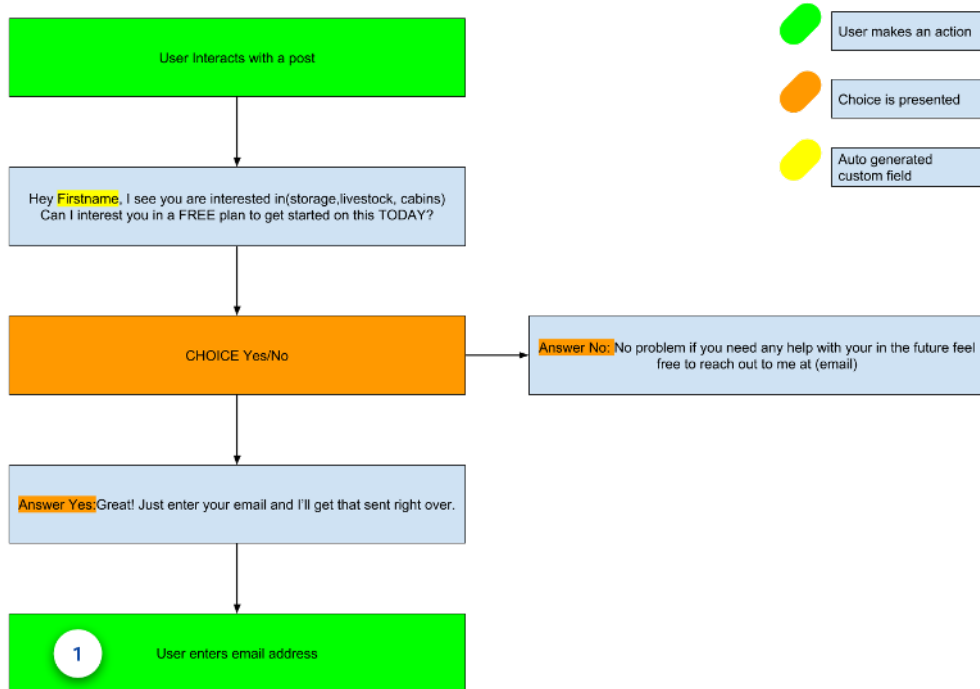 User Interacts with a post
User makes an action
Choice is presented
Auto generated
custom field
Hey Firstname, I see you are interested in(storage,livestock, cabins)
Can I interest you in a FREE plan to get started on this TODAY?
CHOICE Yes/No
Answer No: No problem if you need any help with your in the future feel
free to reach out to me at (email)
Answer Yes:Great! Just enter your email and I'll get that sent right over.
1
User enters email address